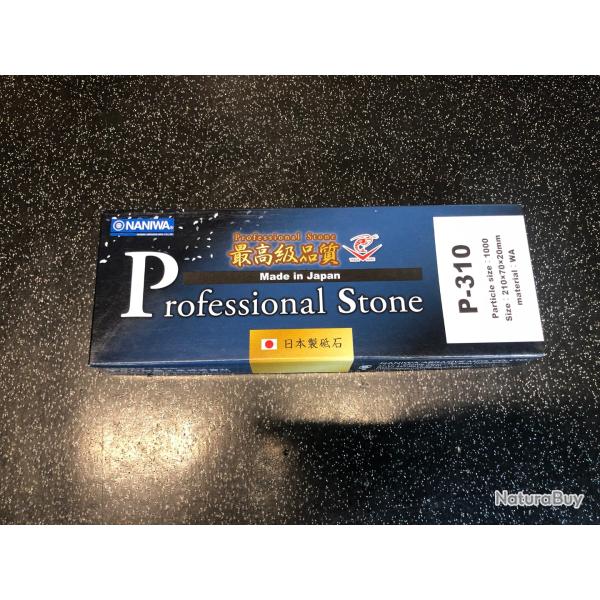 NANIWA
Professional Stone
最高級品質
Made in Japan
Professional Stone
日本製砥石
P-310
Particle size : 1000
Size : 210×70×20mm
material : WA
NaturaBuy